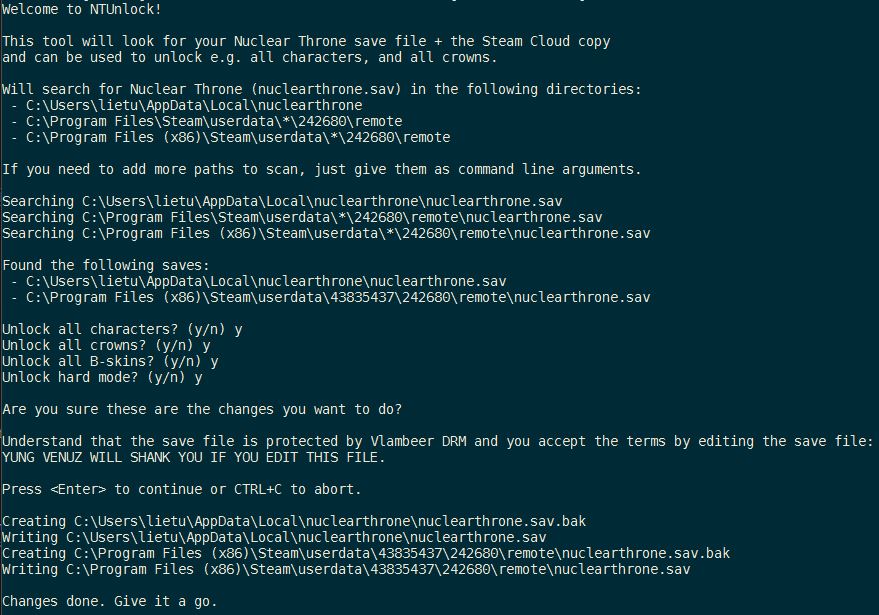 Welcome to NTUnlock!
This tool will look for your Nuclear Throne save file + the Steam Cloud copy
and can be used to unlock e.g. all characters, and all crowns.
Will search for Nuclear Throne (nuclearthrone.sav) in the following directories:
- C:\Users\lietu\AppData\Local\nuclearthrone
- C:\Program Files\Steam\userdata\*\242680\remote
- C:\Program Files (x86)\Steam\userdata\*\242680\remote
If you need to add more paths to scan, just give them as command line arguments.
Searching C:\Users\lietu\AppData\Local\nuclearthrone\nuclearthrone.sav
Searching C:\Program Files\Steam\userdata\*\242680\remote\nuclearthrone.sav
Searching C:\Program Files (x86)\Steam\userdata\*\242680\remote\nuclearthrone.sav
Found the following saves:
- C:\Users\lietu\AppData\Local\nuclearthrone\nuclearthrone.sav
- C:\Program Files (x86)\Steam\userdata\43835437\242680\remote\nuclearthrone.sav
Unlock all characters? (y/n) y
Unlock all crowns? (y/n) y
Unlock all B-skins? (y/n) y
Unlock hard mode? (y/n) y
Are you sure these are the changes you want to do?
Understand that the save file is protected by Vlambeer DRM and you accept the terms by editing the save file:
YUNG VENUZ WILL SHANK YOU IF YOU EDIT THIS FILE.
Press <Enter> to continue or CTRL+C to abort.
Creating C:\Users\lietu\AppData\Local\nuclearthrone\nuclearthrone.sav.bak
Writing C:\Users\lietu\AppData\Local\nuclearthrone\nuclearthrone.sav
Creating C:\Program Files (x86)\Steam\userdata\43835437\242680\remote\nuclearthrone.sav.bak
Writing C:\Program Files (x86)\Steam\userdata\43835437\242680\remote\nuclearthrone.sav
Changes done. Give it a go.